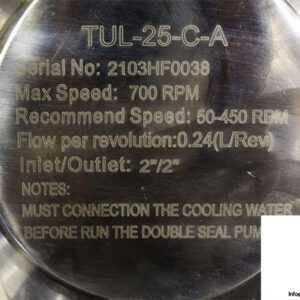 TUL-25-C-A
Serial No: 2103HF0038
Max Speed: 700 RPM
Recommend Speed: 50-450 RPM
Flow per revolution:0.24(L/Rev)
Inlet/Outlet: 2"/2"
NOTES:
MUST CONNECTION THE COOLING WATER
BEFORE RUN THE DOUBLE SEAL PUM